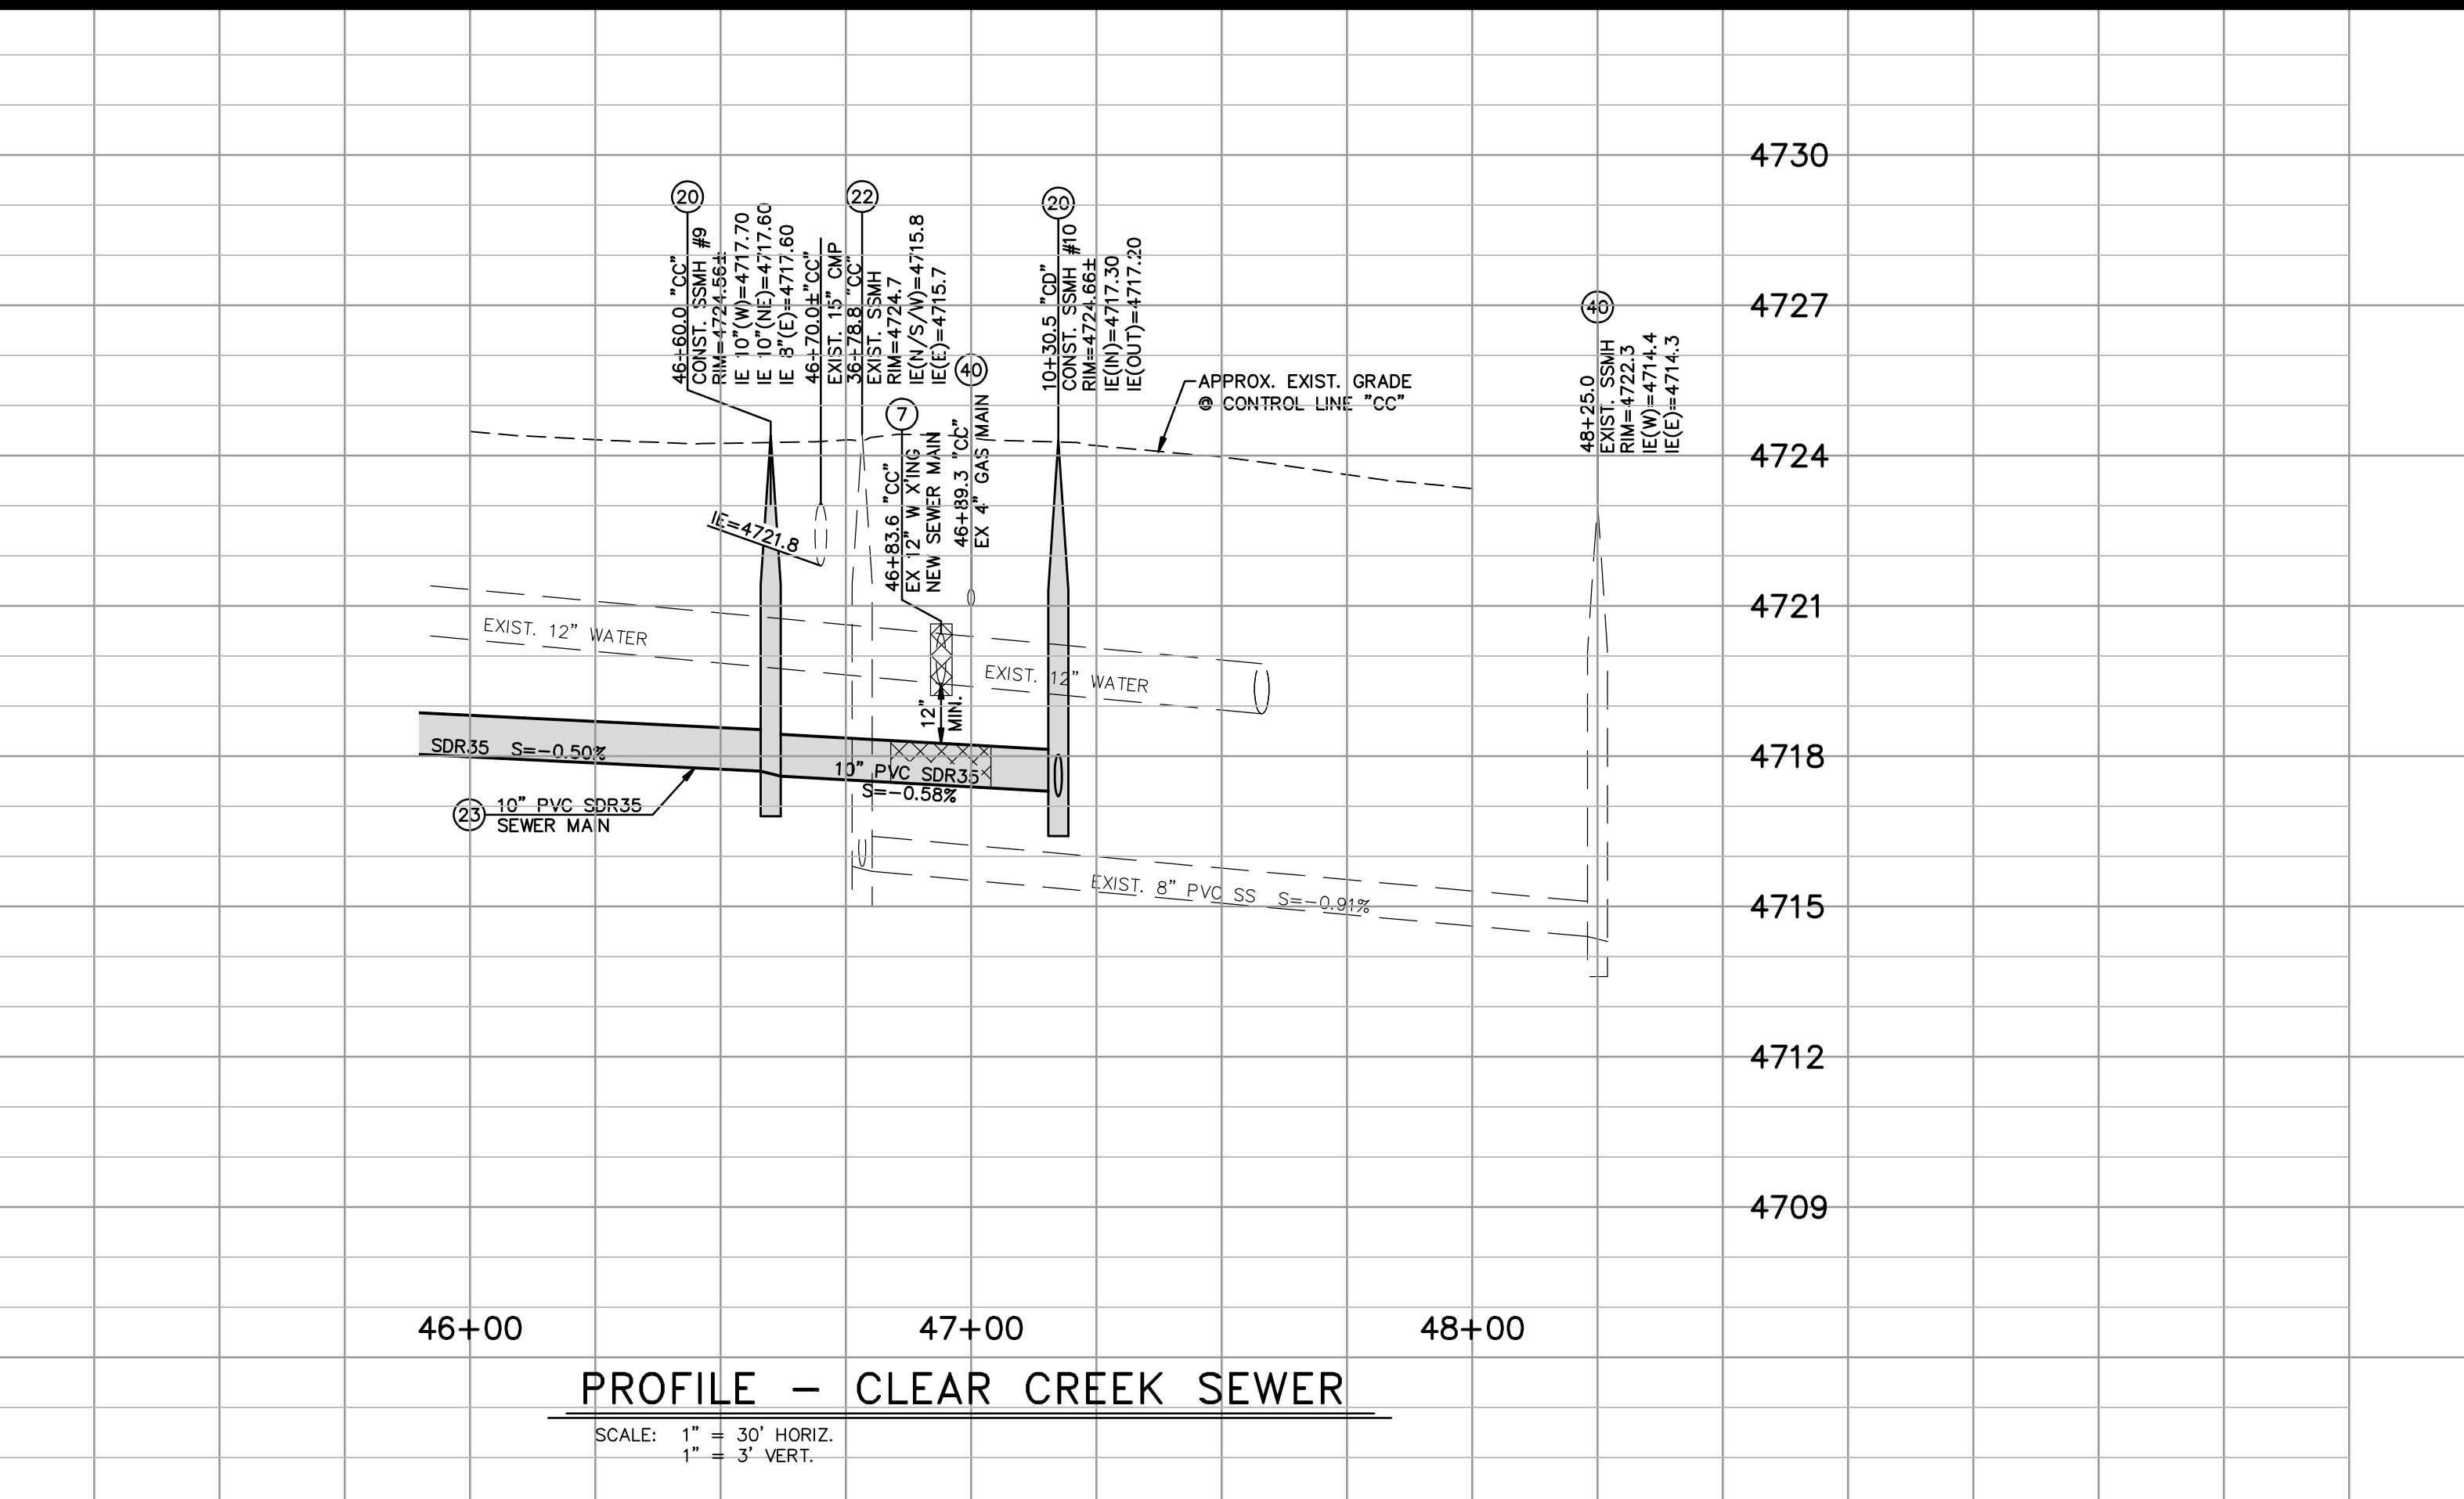 4730
4727
4724
4721
4718
4715
4712
4709
20
46+60.0 "CC"
CONST. SSMH #9
RIM=4724.56±
IE 10"(W)=4717.70
IE 10"(NE)=4717.60
IE 8"(E)=4717.60
46+70.0±"CC"
EXIST. 15" CMP
IE=4721.8
22
36+78.8 "CC"
EXIST. SSMH
RIM=4724.7
IE(N/S/W)=4715.8
IE(E)=4715.7
7
46+83.6 "CC"
EX 12" W X'ING
NEW SEWER MAIN
40
46+89.3 "CC"
EX 4" GAS MAIN
20
10+30.5 "CD"
CONST. SSMH #10
RIM=4724.66±
IE(IN)=4717.30
IE(OUT)=4717.20
APPROX. EXIST. GRADE
@ CONTROL LINE "CC"
40
48+25.0
EXIST. SSMH
RIM=4722.3
IE(W)=4714.4
IE(E)=4714.3
EXIST. 12" WATER
EXIST. 12" WATER
12"
MIN.
SDR35 S=-0.50%
10" PVC SDR35
S=-0.58%
23
10" PVC SDR35
SEWER MAIN
EXIST. 8" PVC SS S=-0.91%
46+00
47+00
48+00
PROFILE - CLEAR CREEK SEWER
SCALE: 1" = 30' HORIZ.
1" = 3' VERT.